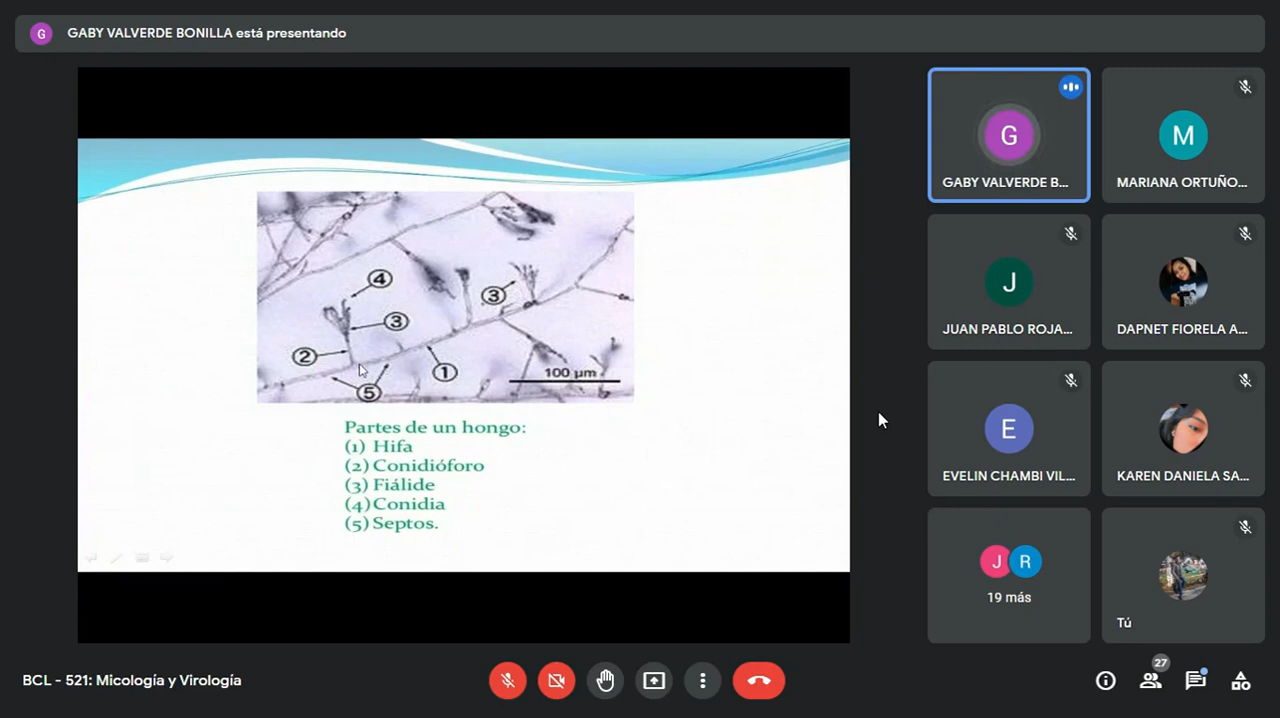 G
GABY VALVERDE BONILLA está presentando
4
3
3
2
1
5
100 µm
Partes de un hongo:
(1) Hifa
(2) Conidióforo
(3) Fiálide
(4) Conidia
(5) Septos.
G
GABY VALVERDE B...
M
MARIANA ORTUÑO...
J
JUAN PABLO ROJA...
DAPNET FIORELA A...
E
EVELIN CHAMBI VIL...
KAREN DANIELA SA...
J R
19 más
Tú
BCL - 521: Micología y Virología
27